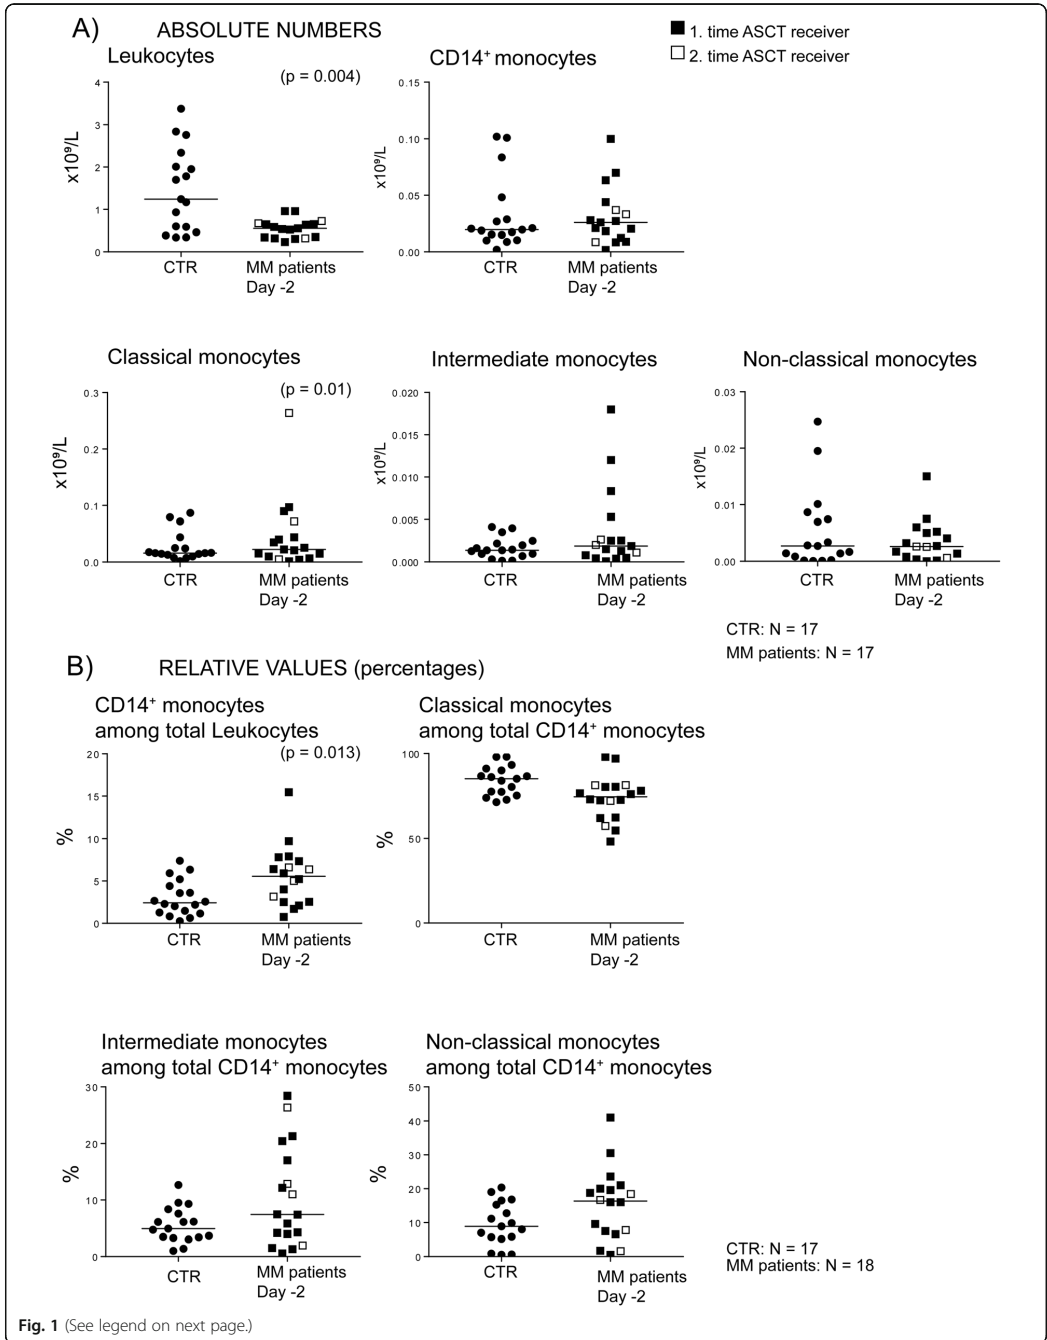 A) ABSOLUTE NUMBERS
■ 1. time ASCT receiver
□ 2. time ASCT receiver
Leukocytes
(p = 0.004)
x10⁹/L
4
3
2
1
0
CTR
MM patients
Day -2
CD14⁺ monocytes
x10⁹/L
0.15
0.10
0.05
0.00
CTR
MM patients
Day -2
Classical monocytes
(p = 0.01)
x10⁹/L
0.3
0.2
0.1
0.0
CTR
MM patients
Day -2
Intermediate monocytes
x10⁹/L
0.020
0.015
0.010
0.005
0.000
CTR
MM patients
Day -2
Non-classical monocytes
x10⁹/L
0.03
0.02
0.01
0.00
CTR
MM patients
Day -2
CTR: N = 17
MM patients: N = 17
B) RELATIVE VALUES (percentages)
CD14⁺ monocytes
among total Leukocytes
(p = 0.013)
%
20
15
10
5
0
CTR
MM patients
Day -2
Classical monocytes
among total CD14⁺ monocytes
%
100
50
0
CTR
MM patients
Day -2
Intermediate monocytes
among total CD14⁺ monocytes
%
30
20
10
0
CTR
MM patients
Day -2
Non-classical monocytes
among total CD14⁺ monocytes
%
50
40
30
20
10
0
CTR
MM patients
Day -2
CTR: N = 17
MM patients: N = 18
Fig. 1 (See legend on next page.)